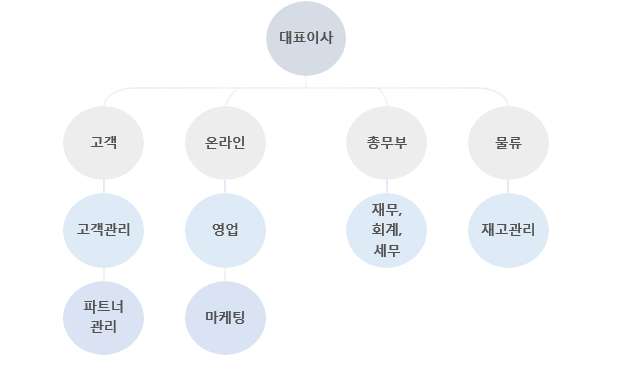 대표이사
고객
온라인
총무부
물류
고객관리
영업
재무,
회계,
세무
재고관리
파트너
관리
마케팅